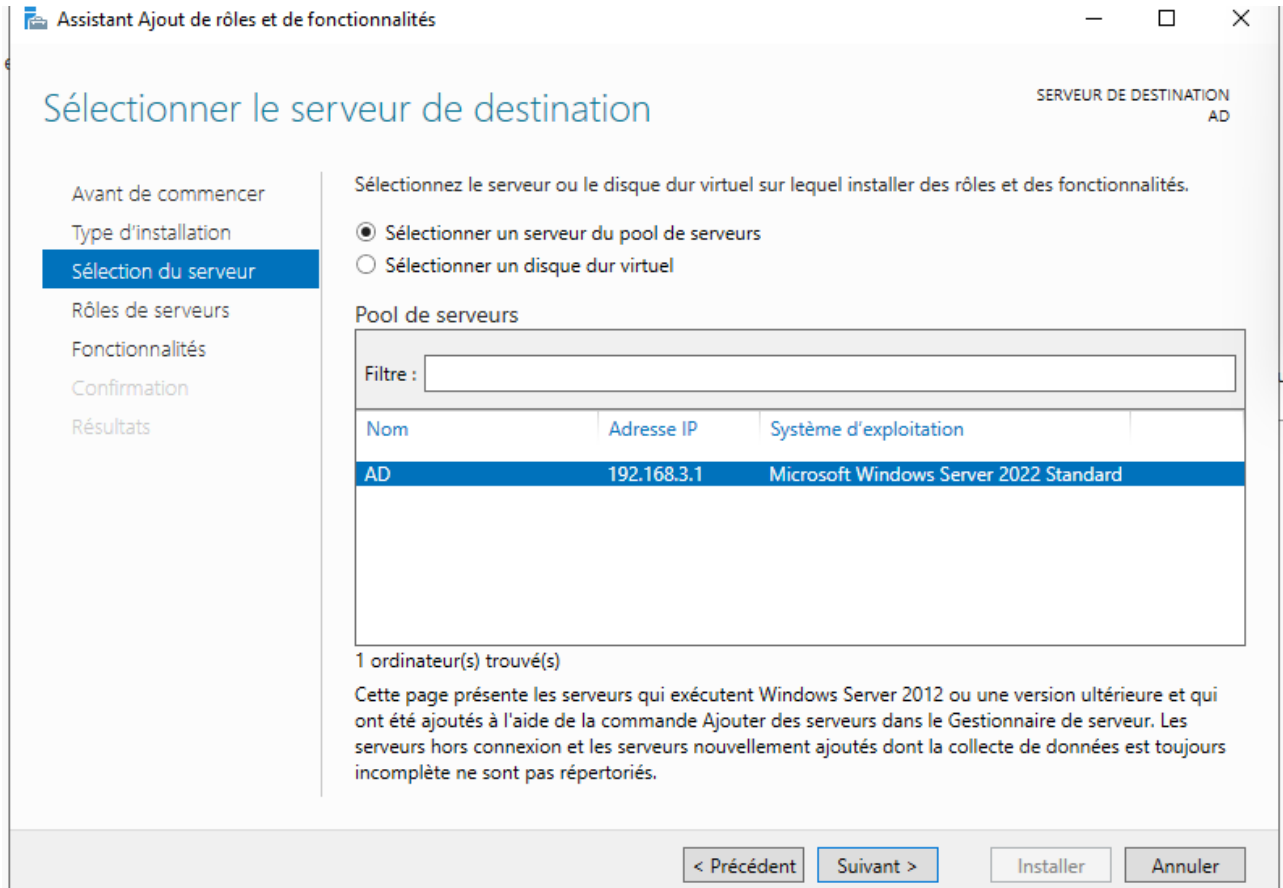 Assistant Ajout de rôles et de fonctionnalités
Sélectionner le serveur de destination
SERVEUR DE DESTINATION
AD
Avant de commencer
Type d'installation
Sélection du serveur
Rôles de serveurs
Fonctionnalités
Confirmation
Résultats
Sélectionnez le serveur ou le disque dur virtuel sur lequel installer des rôles et des fonctionnalités.
Sélectionner un serveur du pool de serveurs
Sélectionner un disque dur virtuel
Pool de serveurs
Filtre :
Nom Adresse IP Système d'exploitation
AD 192.168.3.1 Microsoft Windows Server 2022 Standard
1 ordinateur(s) trouvé(s)
Cette page présente les serveurs qui exécutent Windows Server 2012 ou une version ultérieure et qui
ont été ajoutés à l'aide de la commande Ajouter des serveurs dans le Gestionnaire de serveur. Les
serveurs hors connexion et les serveurs nouvellement ajoutés dont la collecte de données est toujours
incomplète ne sont pas répertoriés.
< Précédent Suivant > Installer Annuler